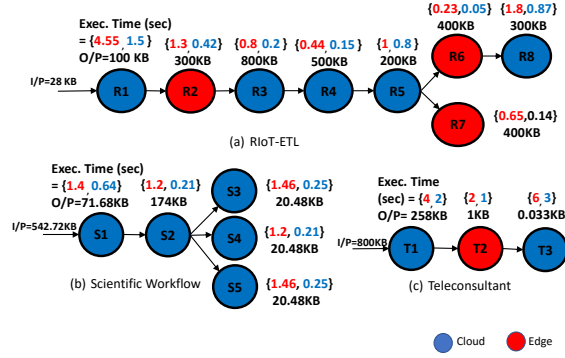 Exec. Time (sec)
= {4.55,1.5}
O/P=100 KB
{1.3,0.42}
300KB
{0.8,0.2}
800KB
{0.44,0.15}
500KB
{1,0.8}
200KB
{0.23,0.05}
400KB
{1.8,0.87}
300KB
I/P=28 KB
R1
R2
R3
R4
R5
R6
R8
R7
{0.65,0.14}
400KB
(a) RIoT-ETL
Exec. Time (sec)
= {1.4, 0.64}
O/P=71.68KB
{1.2,0.21}
174KB
I/P=542.72KB
S1
S2
S3
{1.46, 0.25}
20.48KB
S4
{1.2, 0.21}
20.48KB
S5
{1.46, 0.25}
20.48KB
(b) Scientific Workflow
Exec. Time
(sec) = {4, 2}
O/P= 258KB
{2,1}
1KB
{6,3}
0.033KB
I/P=800KB
T1
T2
T3
(c) Teleconsultant
Cloud
Edge